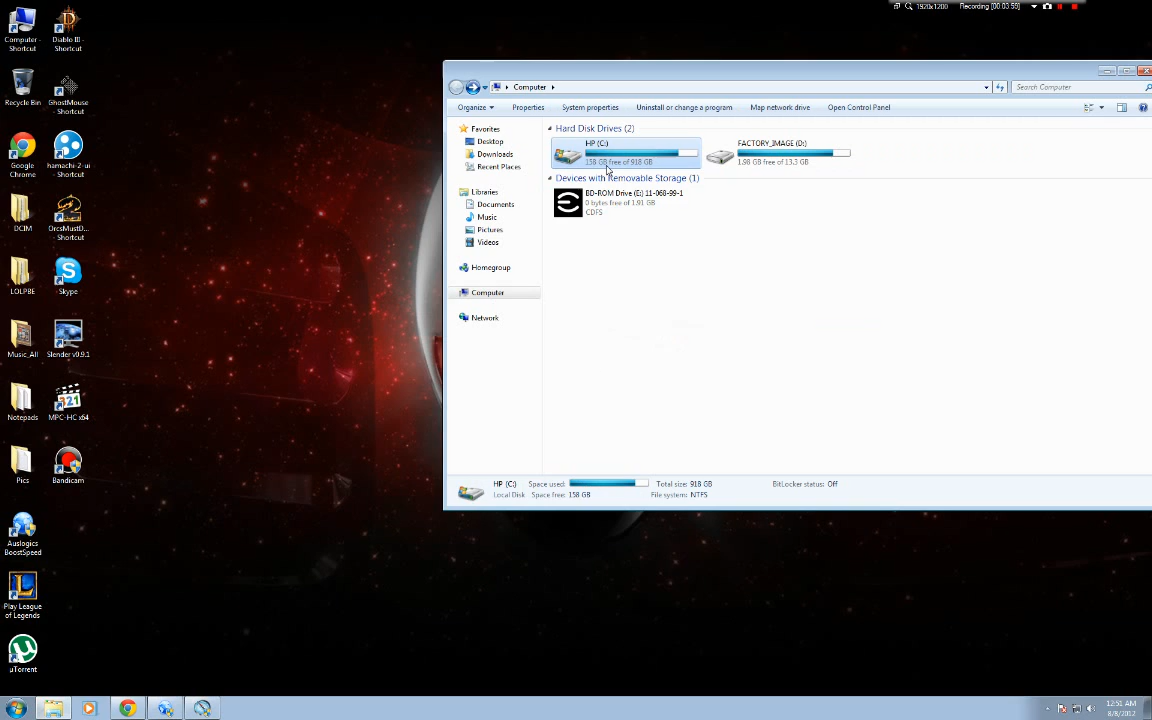 1920x1200 Recording [00:03:59]
Computer - Shortcut
Diablo III - Shortcut
Recycle Bin
GhostMouse - Shortcut
Google Chrome
hamachi-2-ui - Shortcut
DCIM
OrcsMustD... - Shortcut
LOLPBE
Skype
Music_All
Slender v0.9.1
Notepads
MPC-HC x64
Pics
Bandicam
Auslogics BoostSpeed
Play League of Legends
µTorrent
Computer
Search Computer
Organize
Properties
System properties
Uninstall or change a program
Map network drive
Open Control Panel
Favorites
Desktop
Downloads
Recent Places
Libraries
Documents
Music
Pictures
Videos
Homegroup
Computer
Network
Hard Disk Drives (2)
HP (C:)
158 GB free of 918 GB
FACTORY_IMAGE (D:)
1.98 GB free of 13.3 GB
Devices with Removable Storage (1)
BD-ROM Drive (E:) 11-068-99-1
0 bytes free of 1.91 GB
CDFS
HP (C:) Space used: Total size: 918 GB BitLocker status: Off
Local Disk Space free: 158 GB File system: NTFS
12:51 AM
8/8/2012